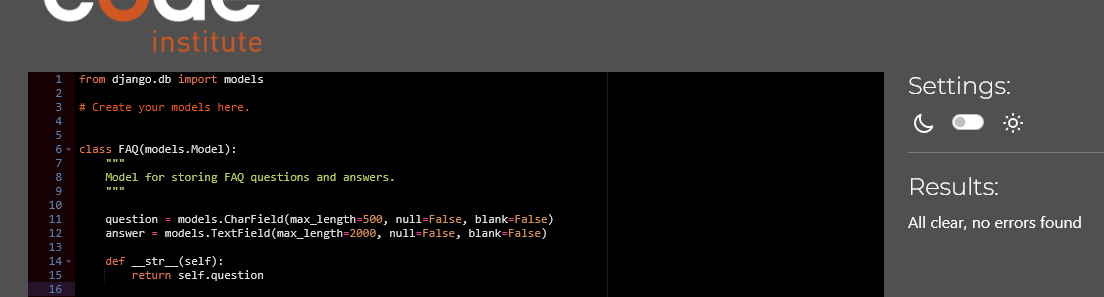 code
institute
1 from django.db import models
2
3 # Create your models here.
4
5
6 class FAQ(models.Model):
7     """
8     Model for storing FAQ questions and answers.
9     """
10
11     question = models.CharField(max_length=500, null=False, blank=False)
12     answer = models.TextField(max_length=2000, null=False, blank=False)
13
14     def __str__(self):
15         return self.question
16
Settings:
Results:
All clear, no errors found